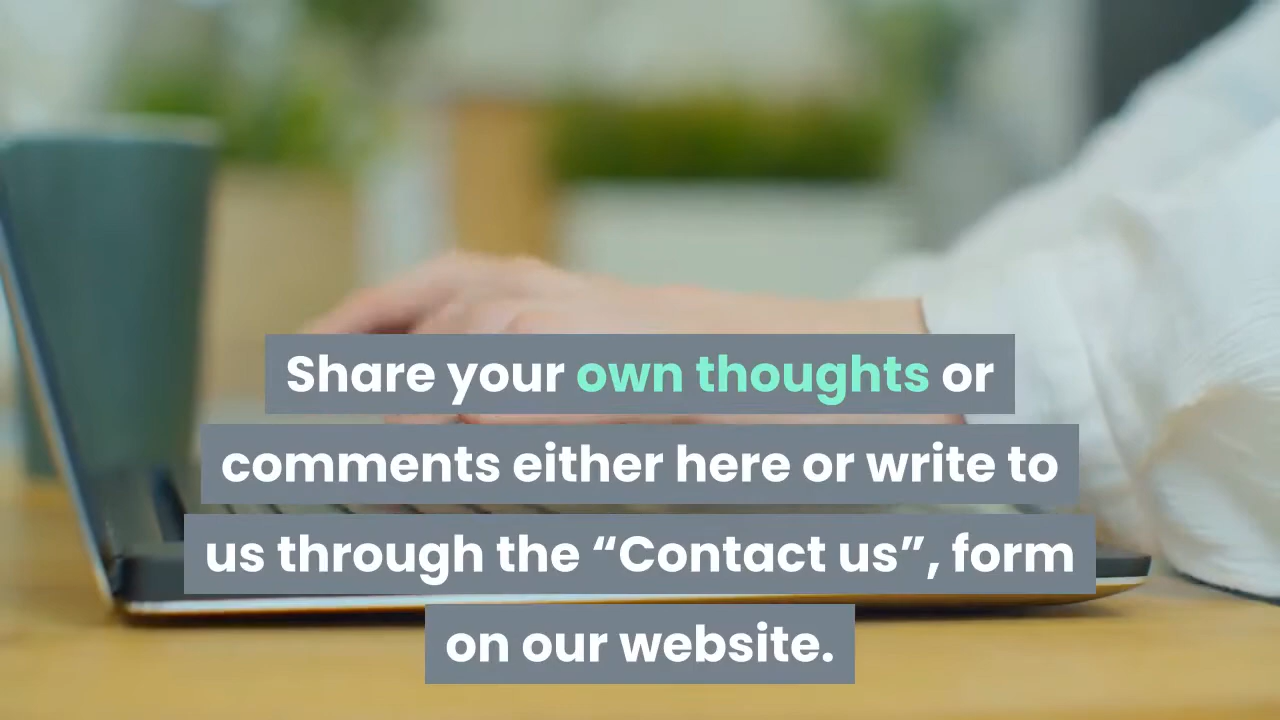 Share your own thoughts or
comments either here or write to
us through the “Contact us”, form
on our website.